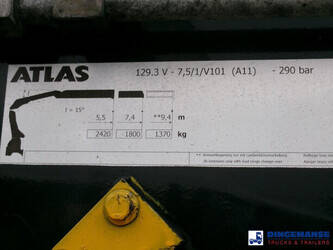 ATLAS
129.3 V - 7,5/1/V101 (A11) - 290 bar
f = 15°
5,5 7,4 **9,4 m
2420 1800 1370 kg
DINGEMANSE
TRUCKS & TRAILERS